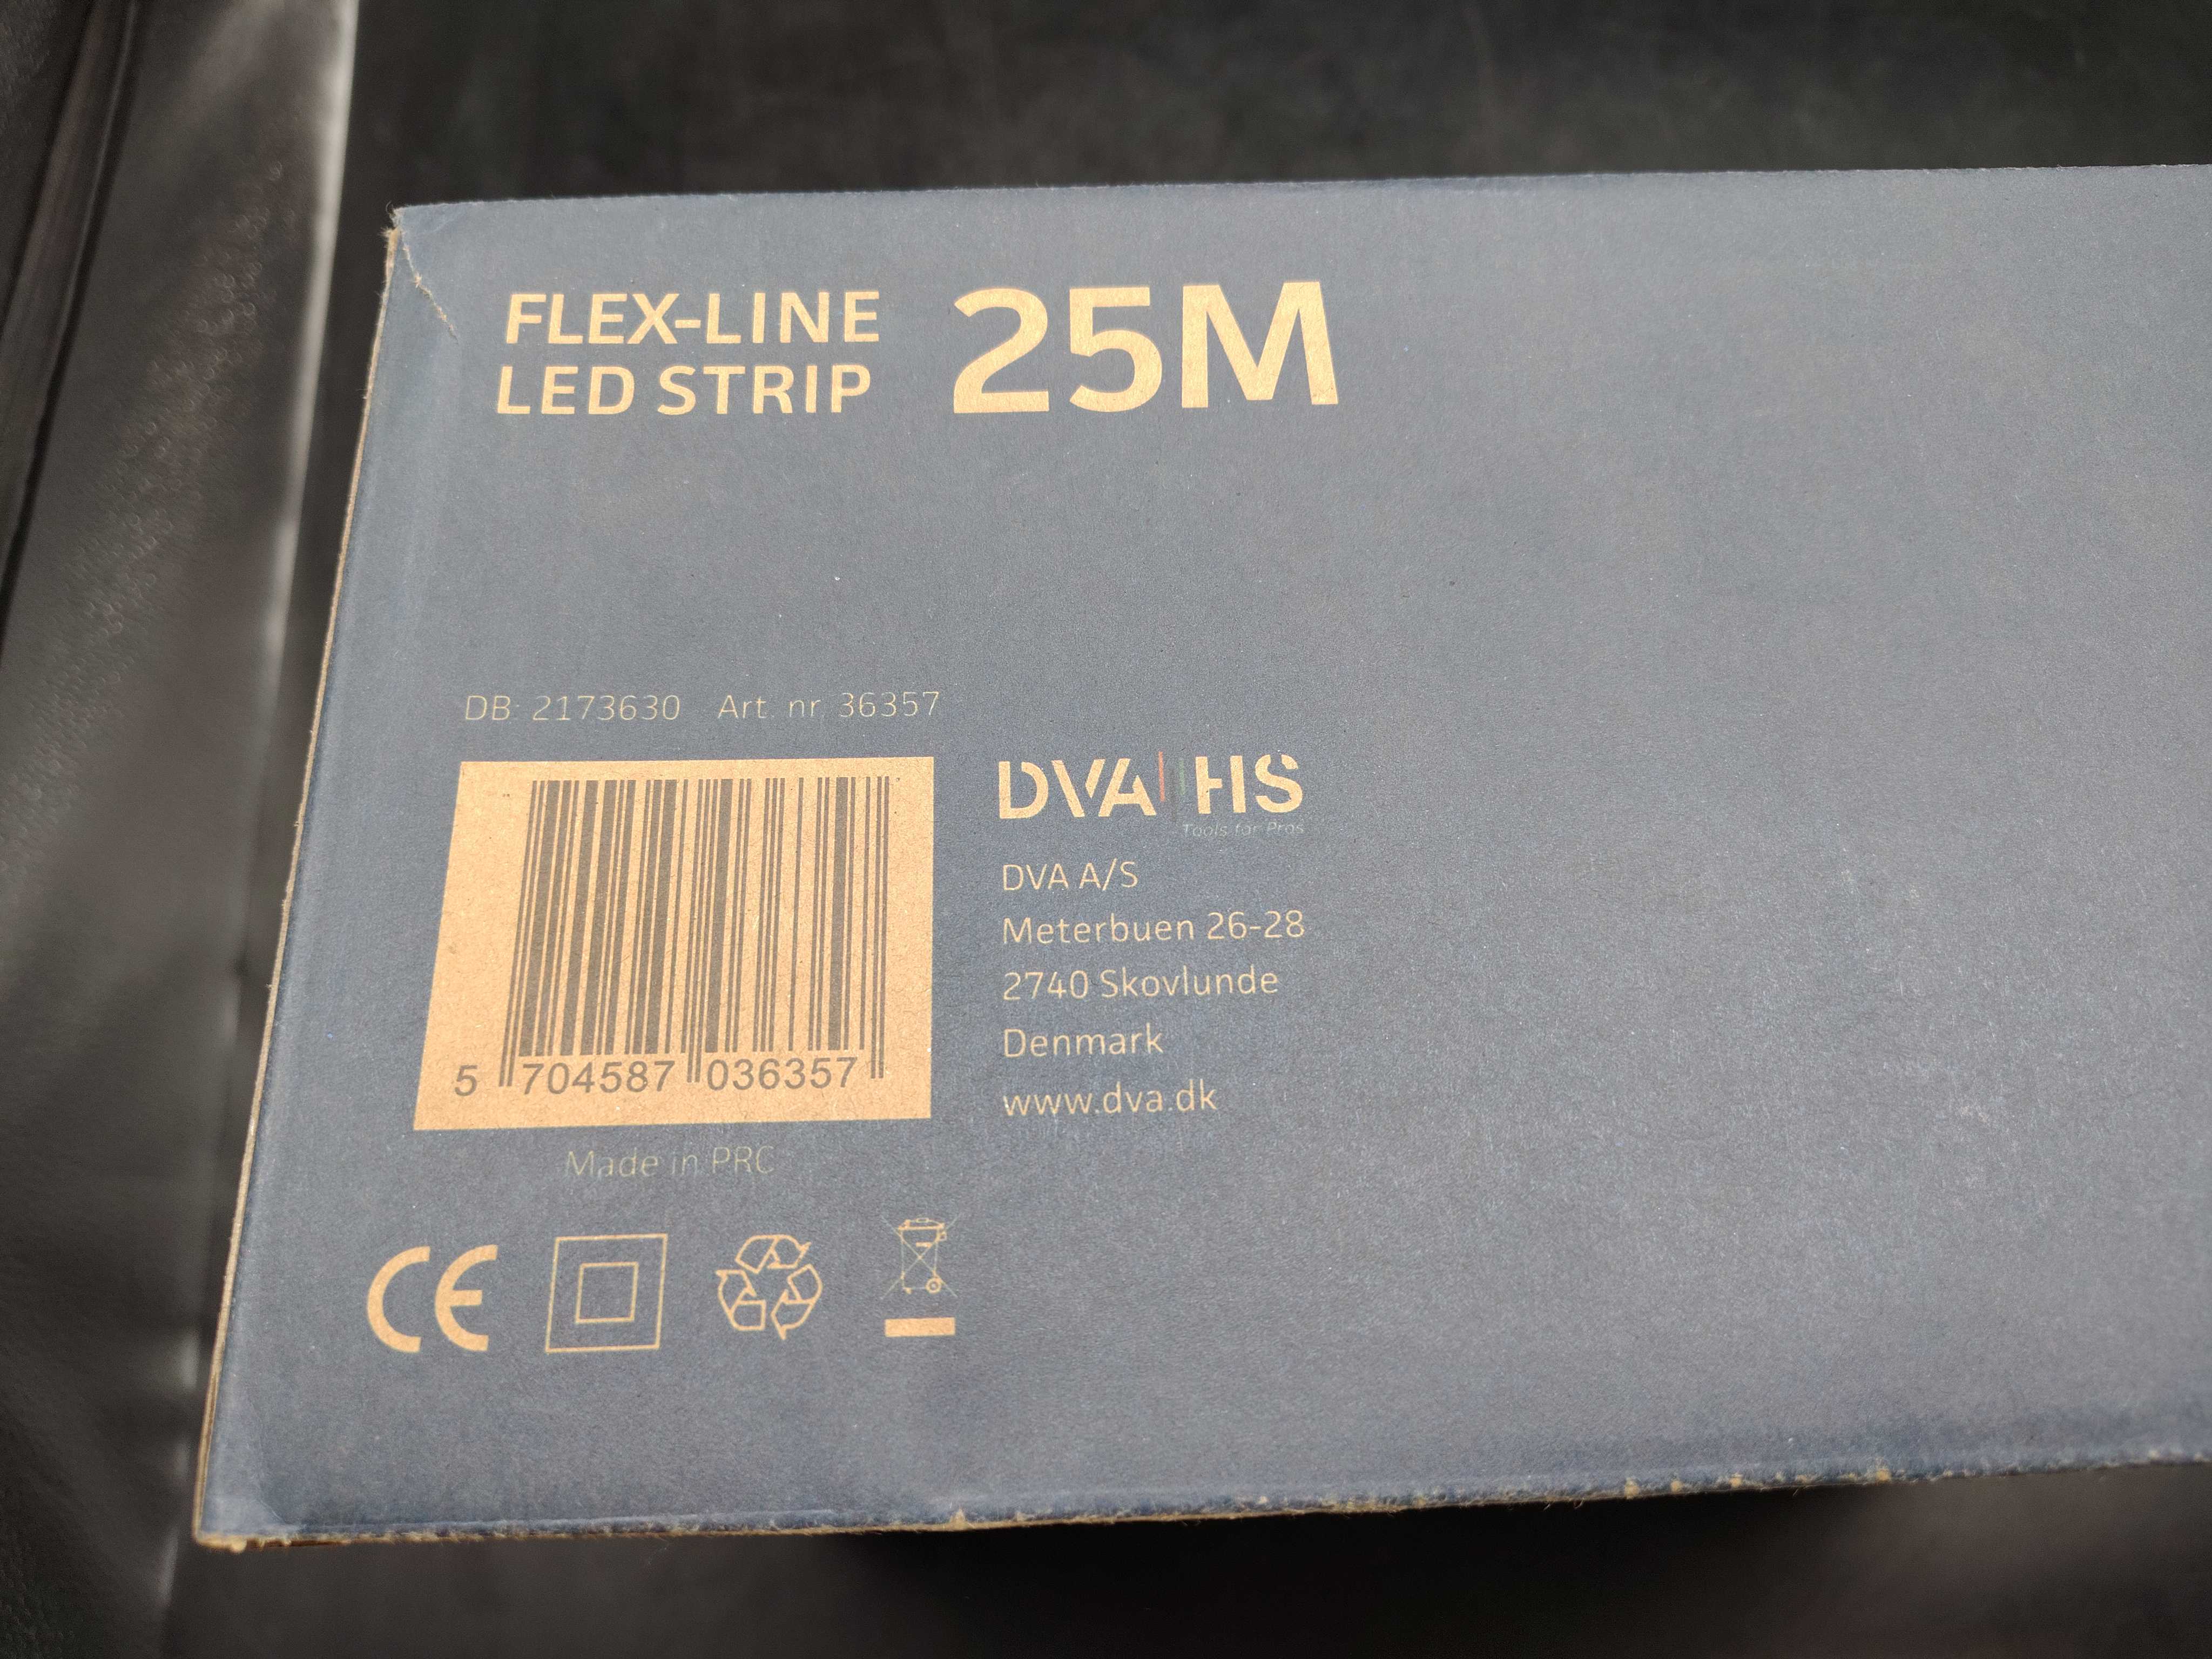 FLEX-LINE
LED STRIP
25M
DB: 2173630 Art. nr. 36357
5 704587 036357
Made in PRC
DVA HS
Tools for Pros
DVA A/S
Meterbuen 26-28
2740 Skovlunde
Denmark
www.dva.dk
CE